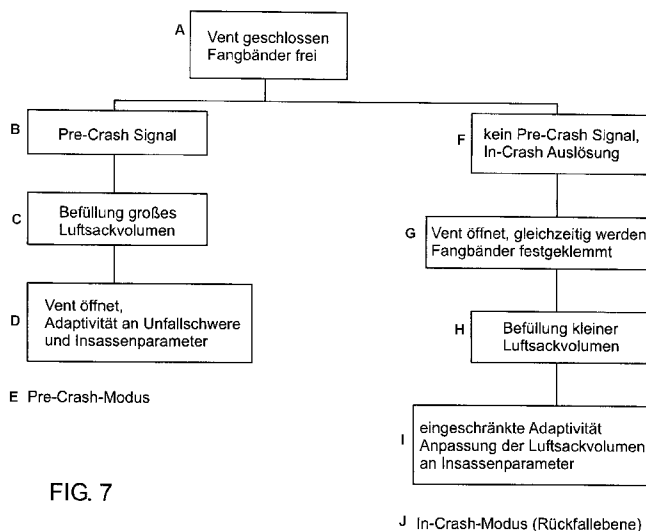 A
Vent geschlossen
Fangbänder frei
B
Pre-Crash Signal
C
Befüllung großes
Luftsackvolumen
D
Vent öffnet,
Adaptivität an Unfallschwere
und Insassenparameter
E Pre-Crash-Modus
F
kein Pre-Crash Signal,
In-Crash Auslösung
G
Vent öffnet, gleichzeitig werden
Fangbänder festgeklemmt
H
Befüllung kleiner
Luftsackvolumen
I
eingeschränkte Adaptivität
Anpassung der Luftsackvolumen
an Insassenparameter
J In-Crash-Modus (Rückfallebene)
FIG. 7